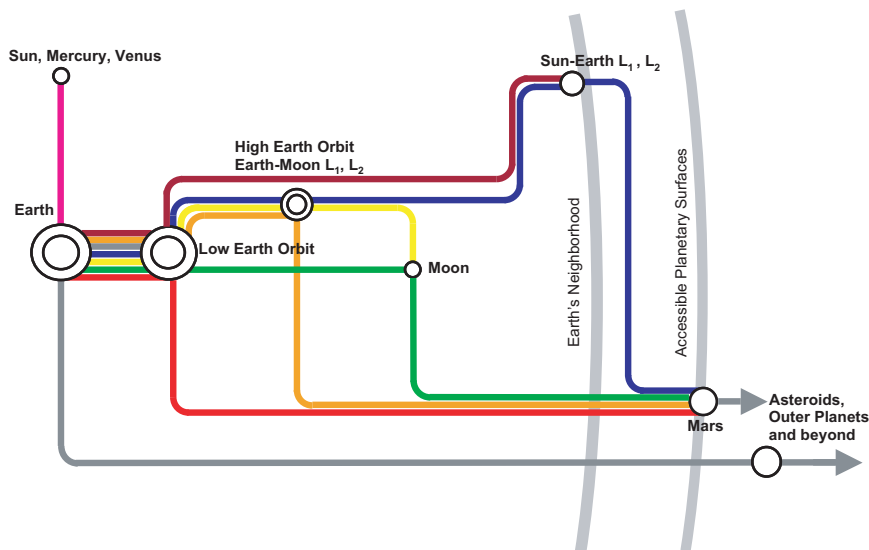 Sun, Mercury, Venus
Sun-Earth L₁, L₂
High Earth Orbit
Earth-Moon L₁, L₂
Earth
Low Earth Orbit
Moon
Earth's Neighborhood
Accessible Planetary Surfaces
Mars
Asteroids,
Outer Planets
and beyond